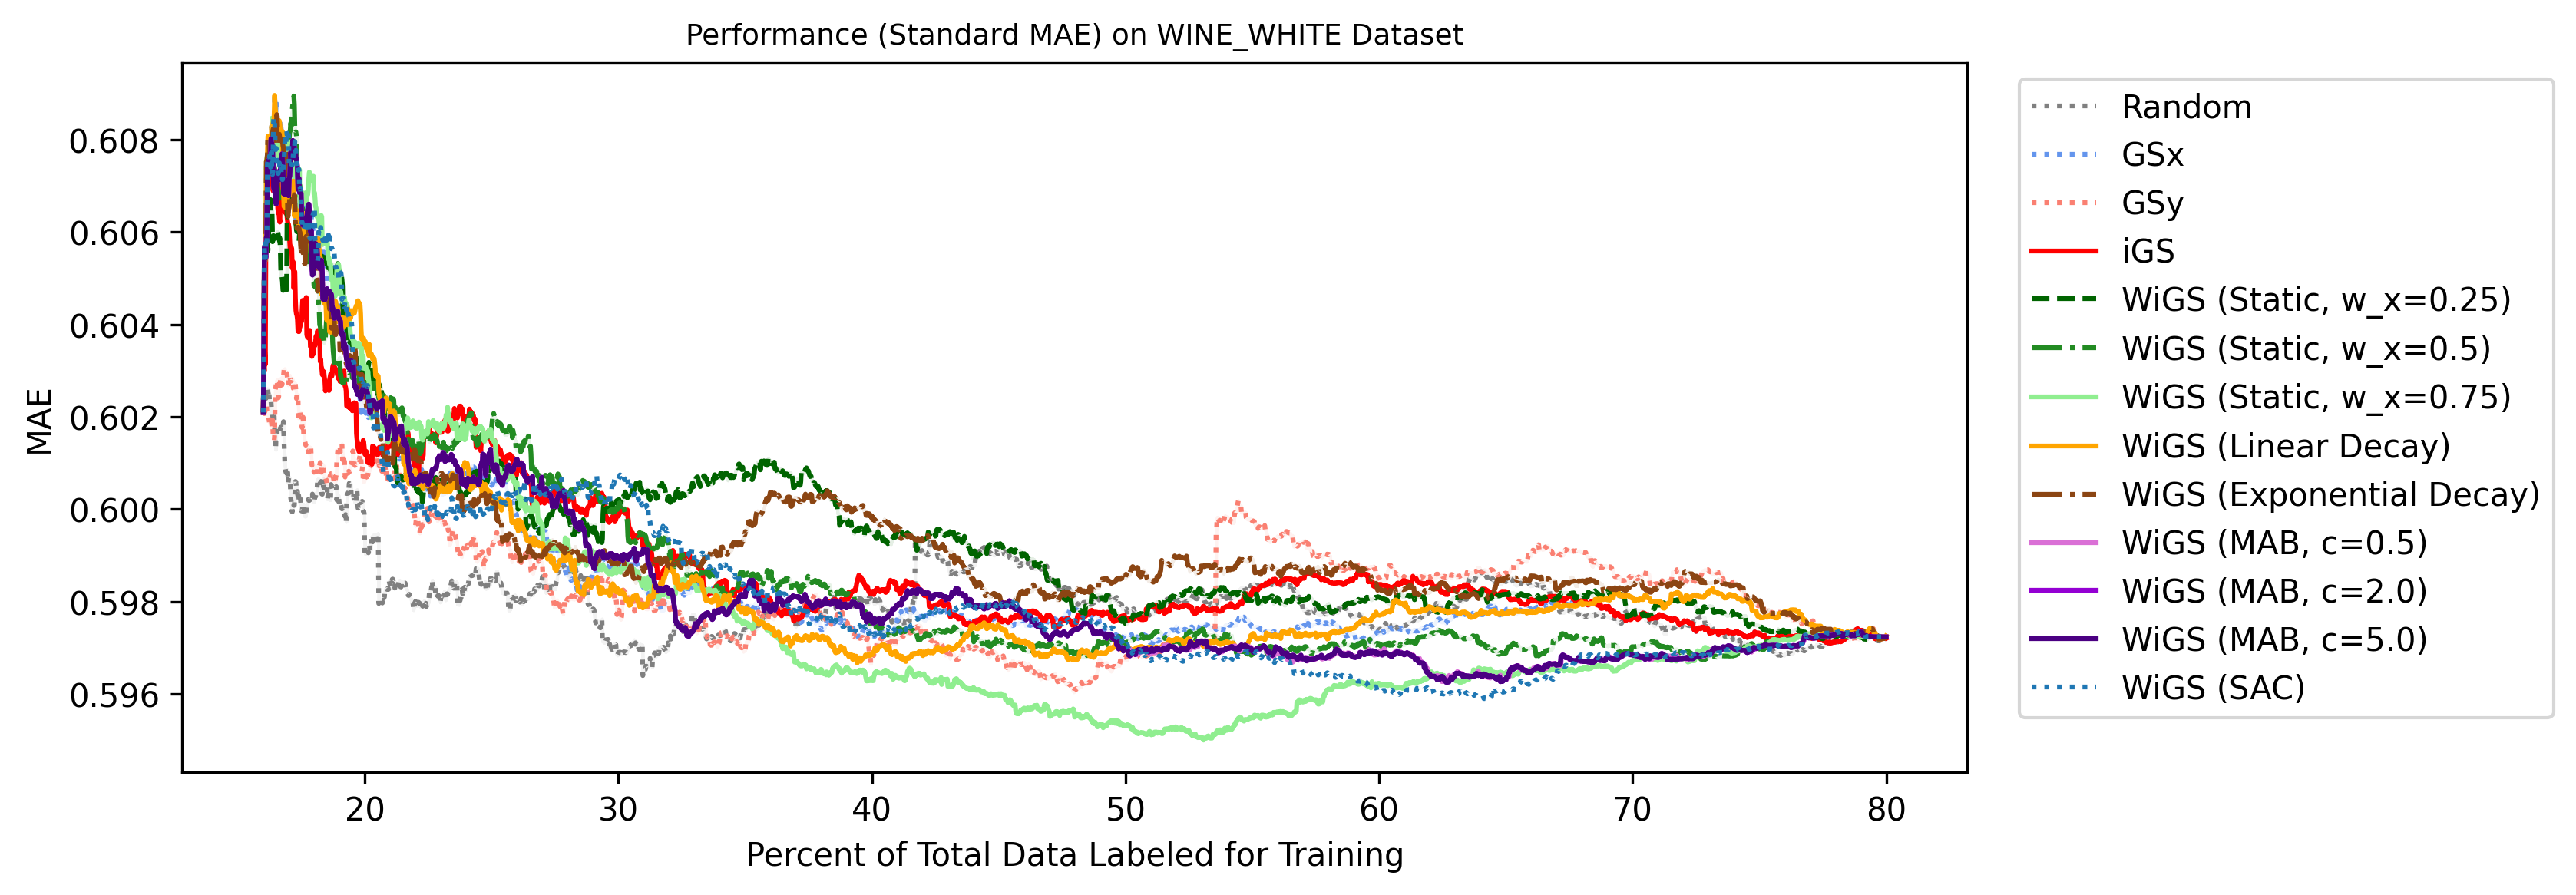 Performance (Standard MAE) on WINE_WHITE Dataset
MAE
0.608
0.606
0.604
0.602
0.600
0.598
0.596
20
30
40
50
60
70
80
Percent of Total Data Labeled for Training
Random
GSx
GSy
iGS
WiGS (Static, w_x=0.25)
WiGS (Static, w_x=0.5)
WiGS (Static, w_x=0.75)
WiGS (Linear Decay)
WiGS (Exponential Decay)
WiGS (MAB, c=0.5)
WiGS (MAB, c=2.0)
WiGS (MAB, c=5.0)
WiGS (SAC)